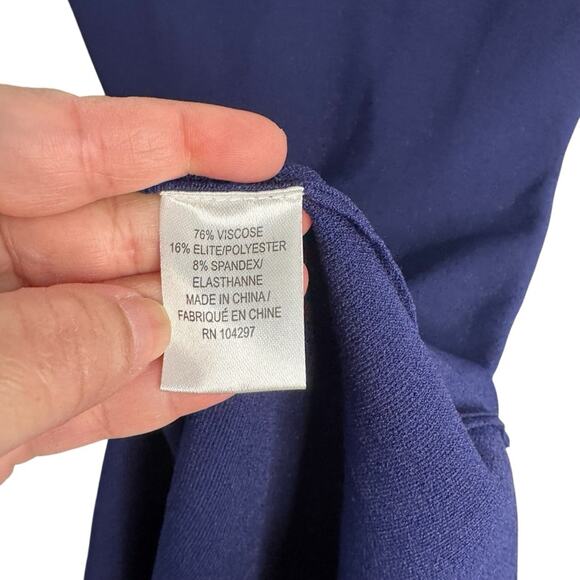 76% VISCOSE
16% ELITE/POLYESTER
8% SPANDEX/
ELASTHANNE
MADE IN CHINA/
FABRIQUÉ EN CHINE
RN 104297